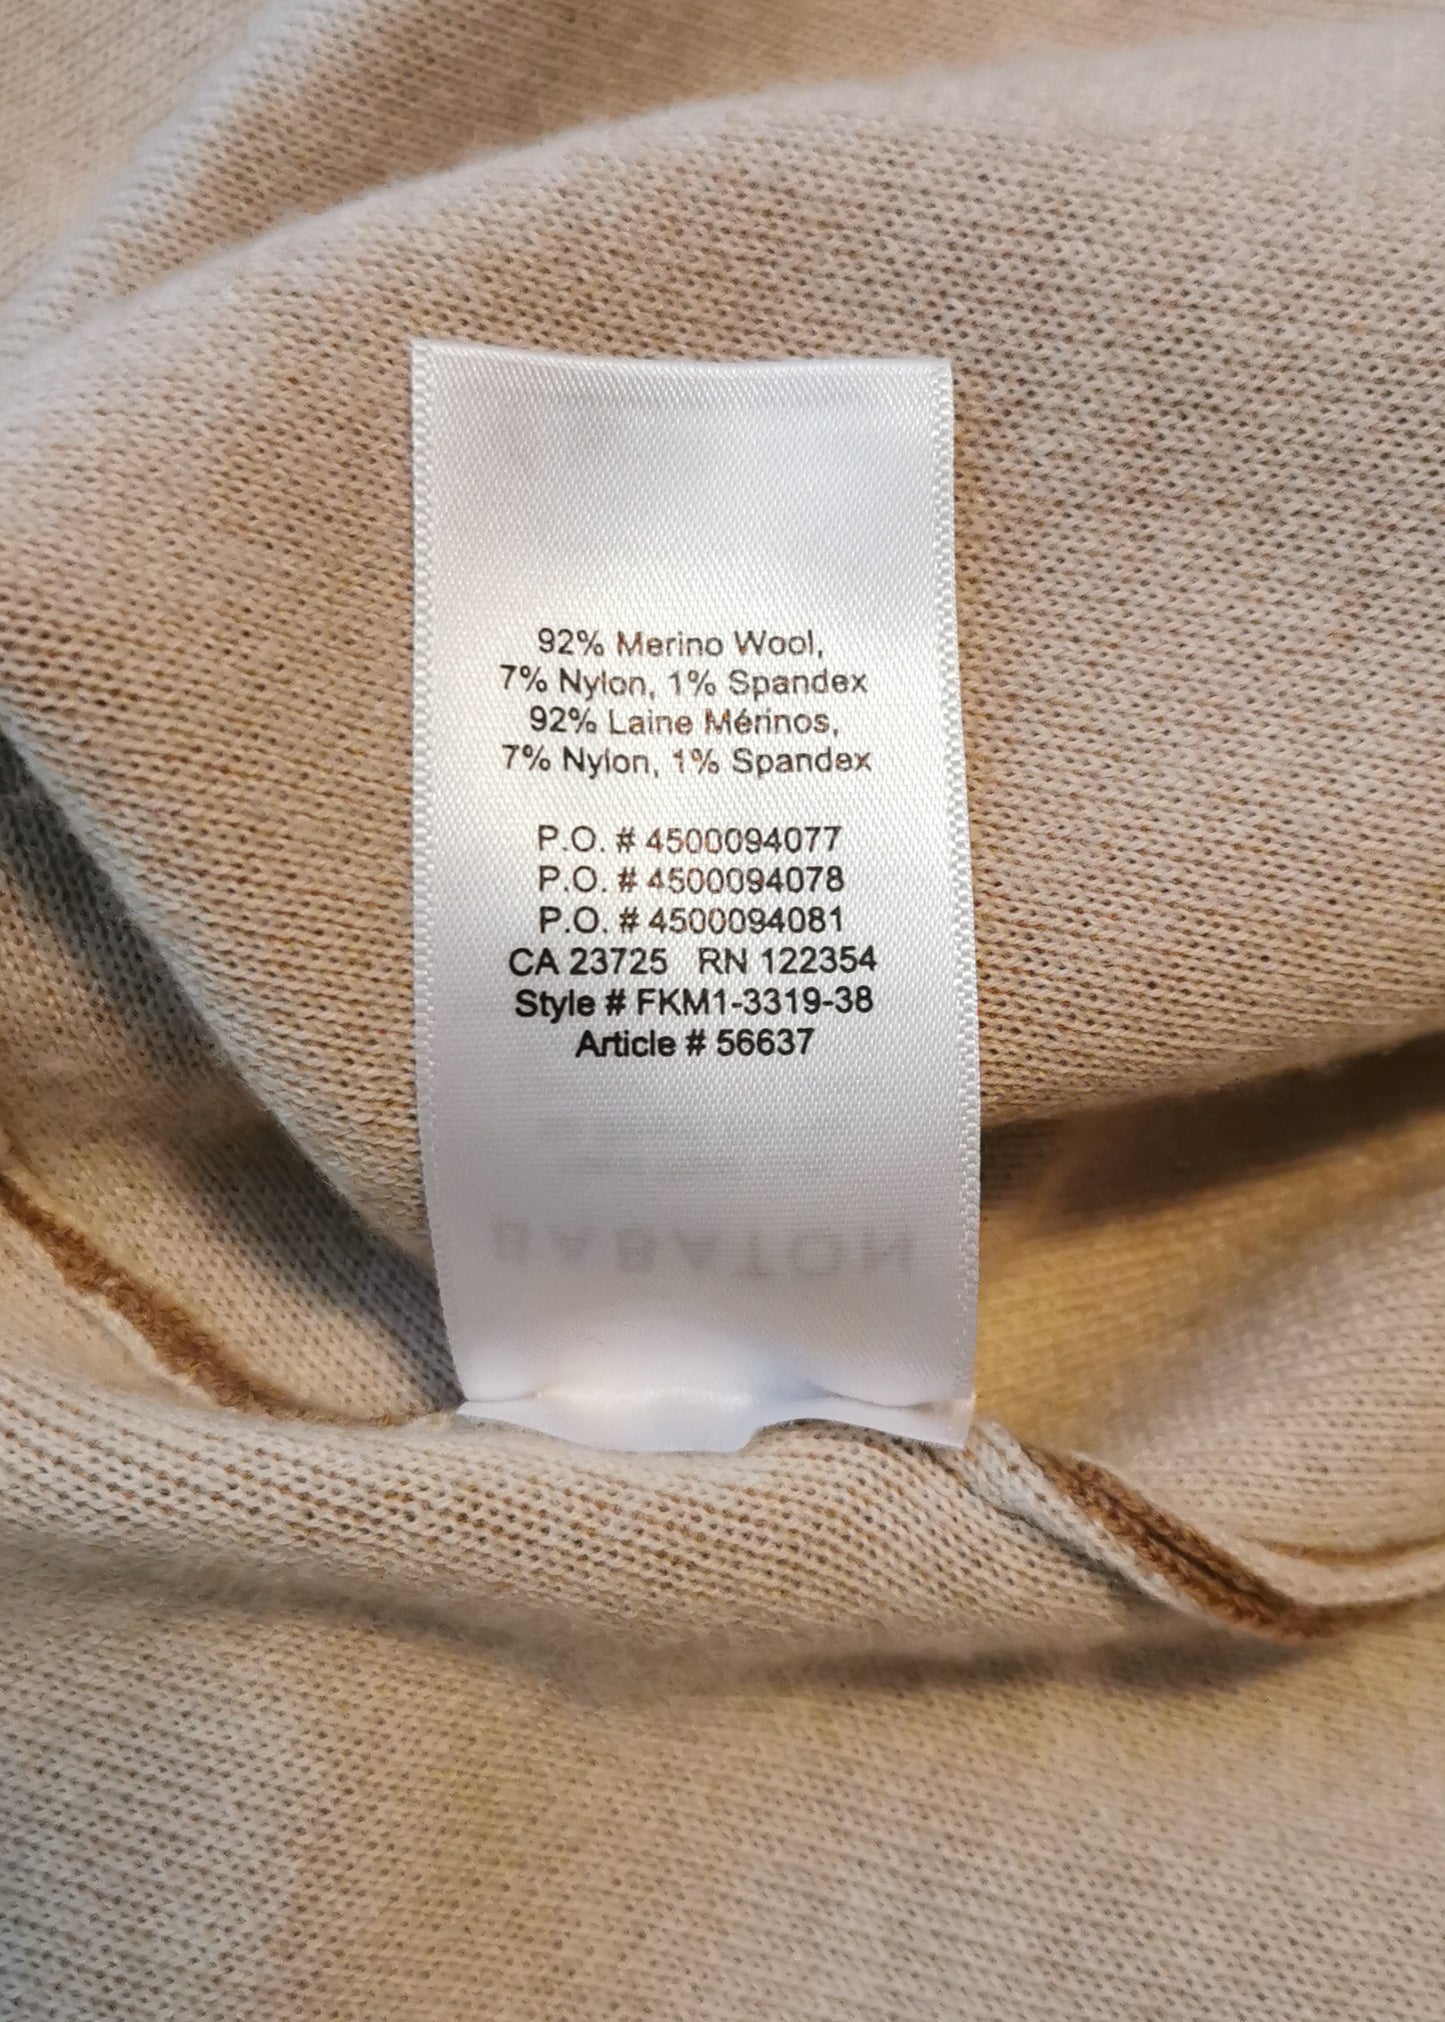 92% Merino Wool,
7% Nylon, 1% Spandex
92% Laine Mérinos,
7% Nylon, 1% Spandex
P.O. # 4500094077
P.O. # 4500094078
P.O. # 4500094081
CA 23725 RN 122354
Style # FKM1-3319-38
Article # 56637
BABATON